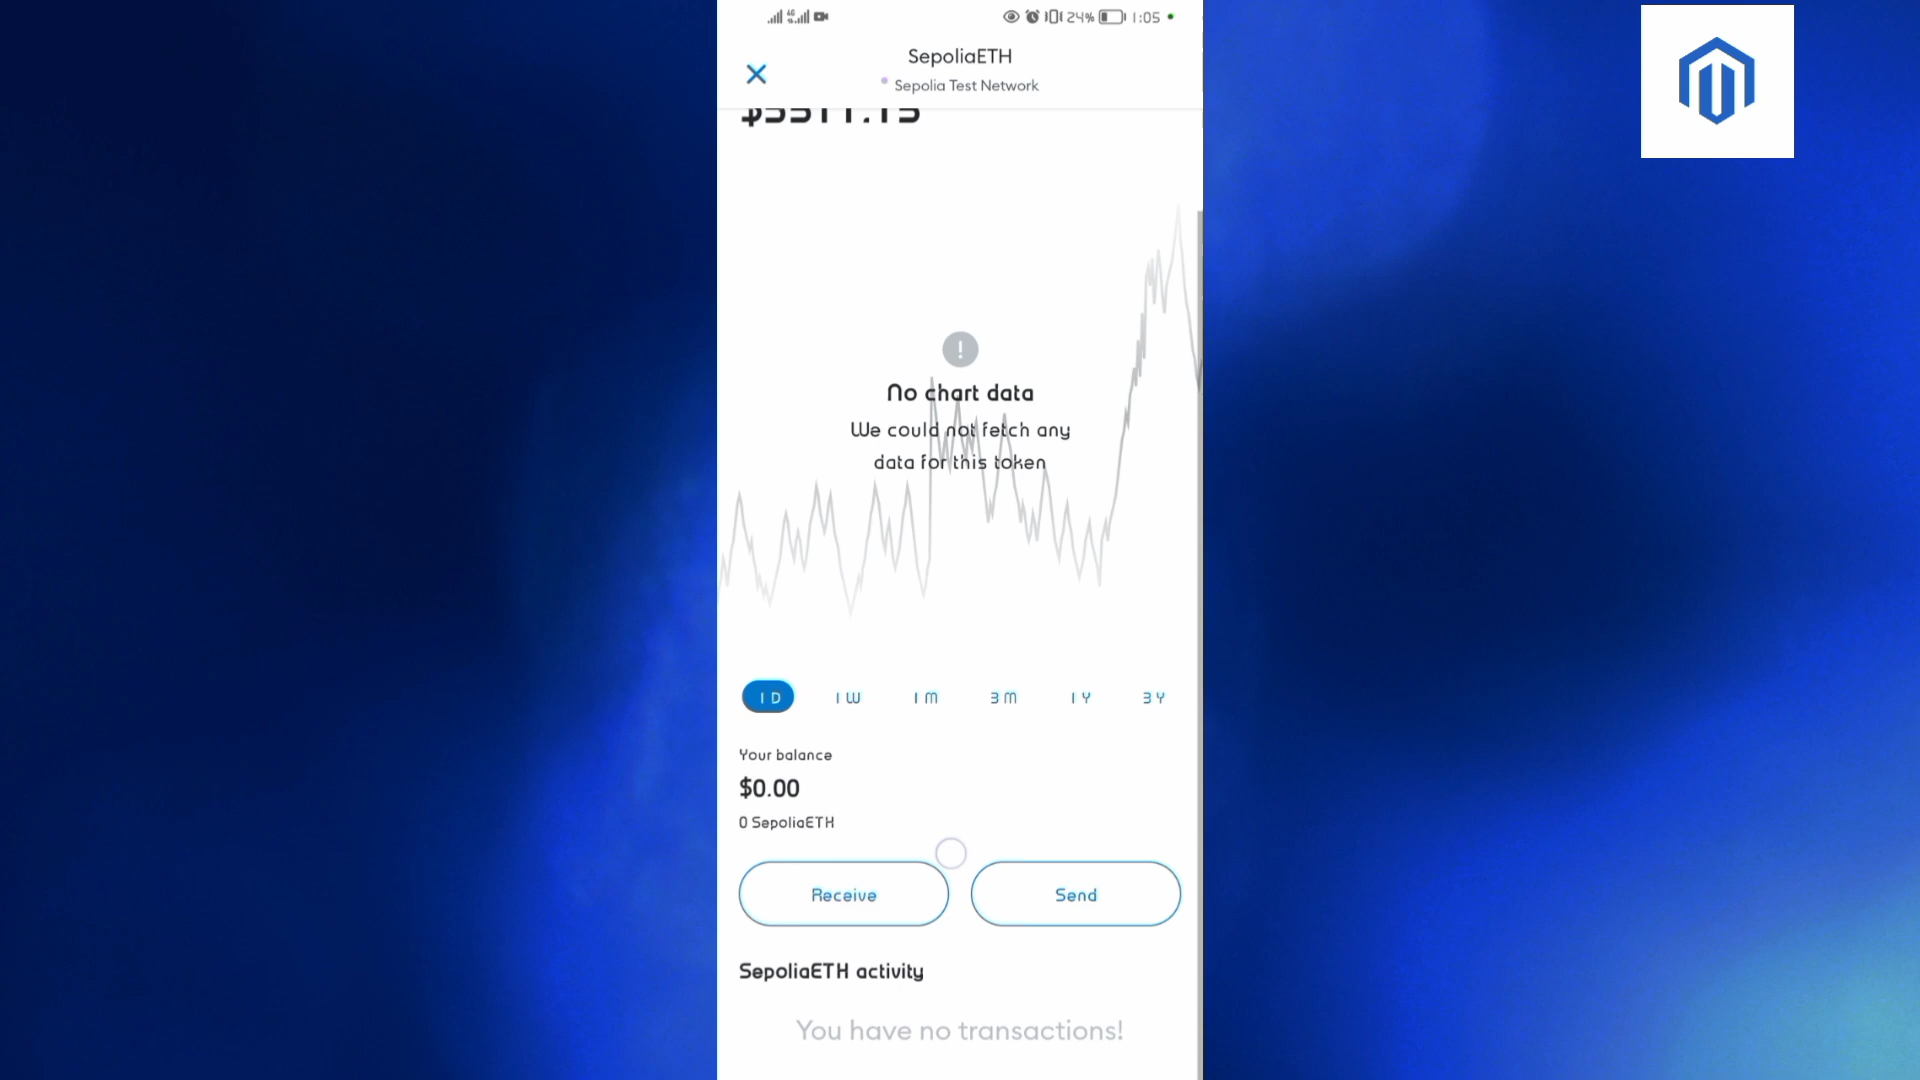 4G
24% 1:05
SepoliaETH
Sepolia Test Network
No chart data
We could not fetch any
data for this token
1D 1W 1M 3M 1Y 3Y
Your balance
$0.00
0 SepoliaETH
Receive Send
SepoliaETH activity
You have no transactions!